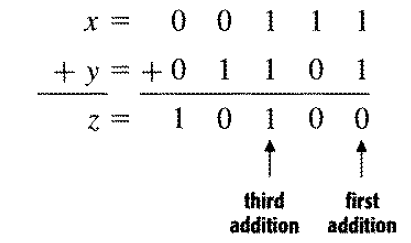 x = 0 0 1 1 1
+ y = + 0 1 1 0 1
z = 1 0 1 0 0
third first
addition addition